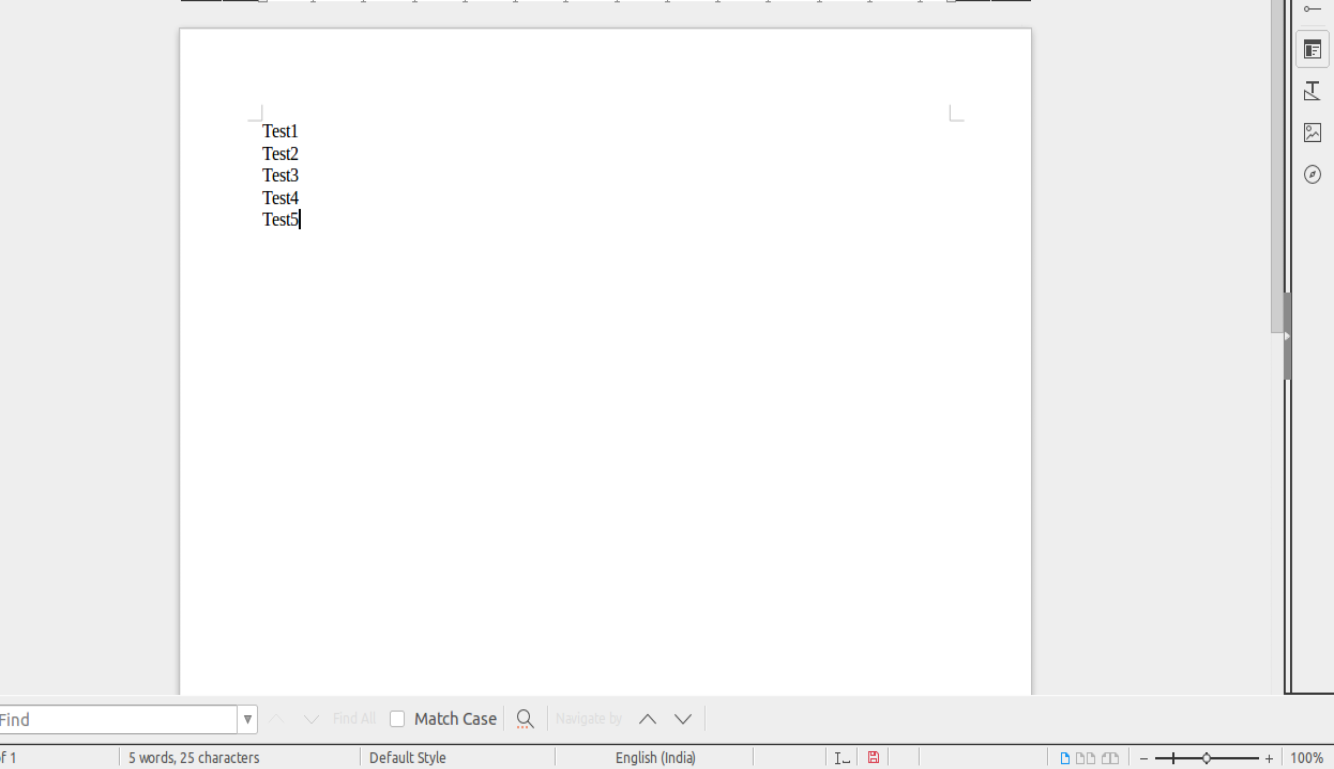 Test1
Test2
Test3
Test4
Test5
Find
Find All
Match Case
Navigate by
of 1
5 words, 25 characters
Default Style
English (India)
100%